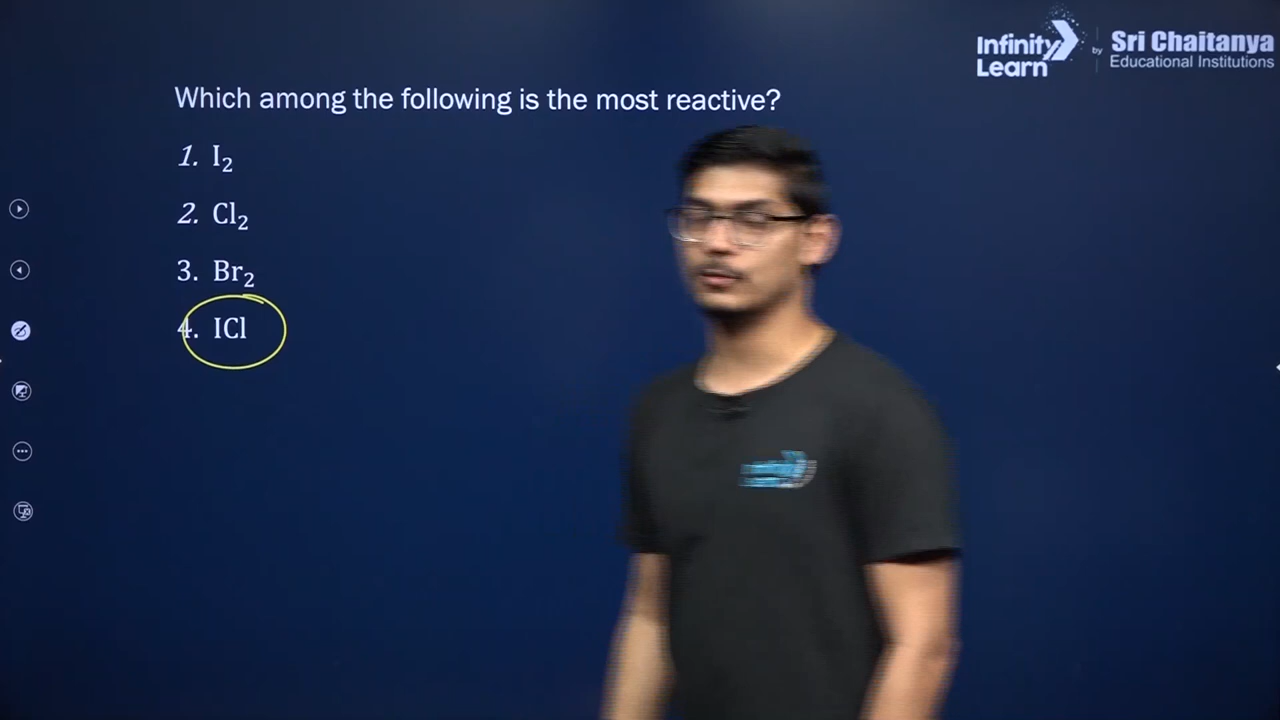 Infinity
Learn
by
Sri Chaitanya
Educational Institutions
Which among the following is the most reactive?
1. I₂
2. Cl₂
3. Br₂
4. ICl